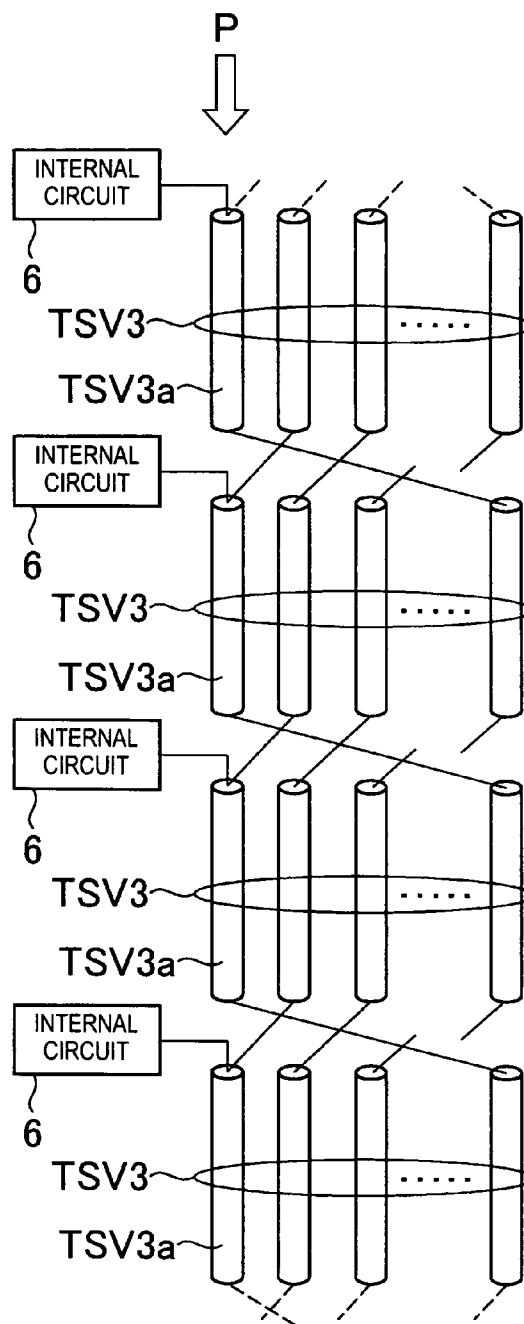 P
INTERNAL
CIRCUIT
6
TSV3
TSV3a
INTERNAL
CIRCUIT
6
TSV3
TSV3a
INTERNAL
CIRCUIT
6
TSV3
TSV3a
INTERNAL
CIRCUIT
6
TSV3
TSV3a